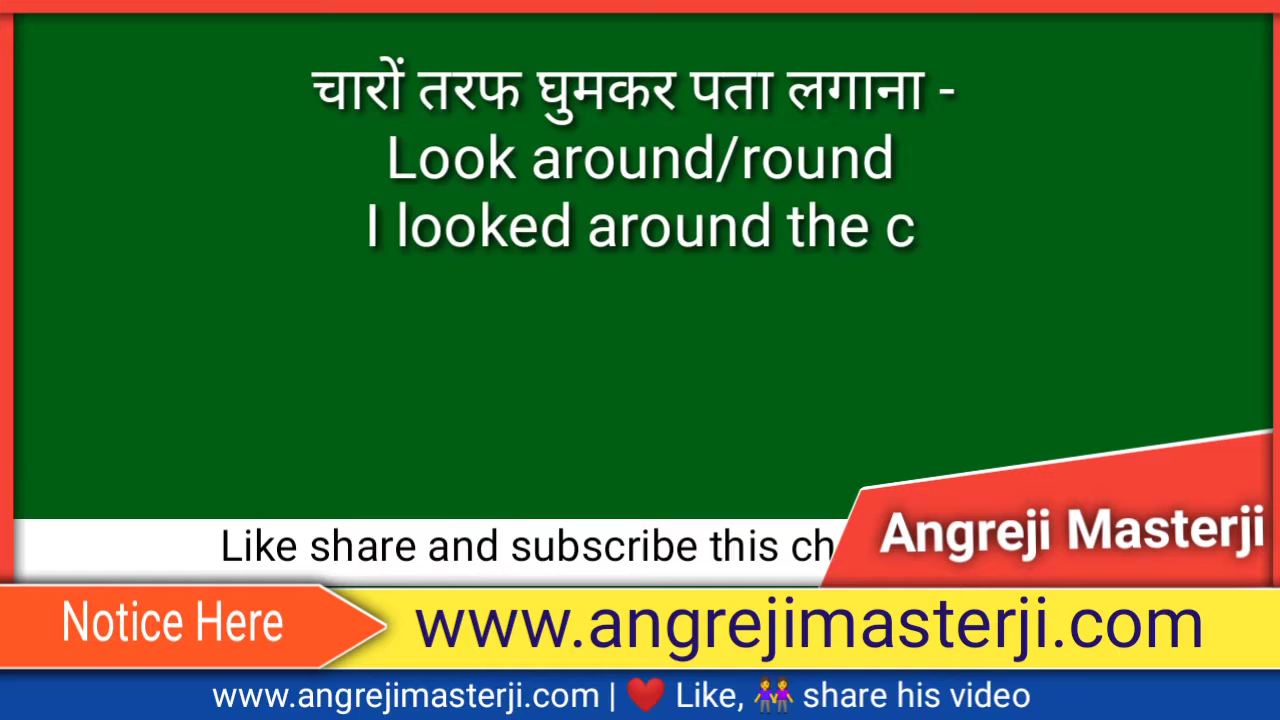 चारों तरफ घुमकर पता लगाना -
Look around/round
I looked around the c
Like share and subscribe this ch
Angreji Masterji
Notice Here
www.angrejimasterji.com
www.angrejimasterji.com | ❤️ Like, 👭 share his video